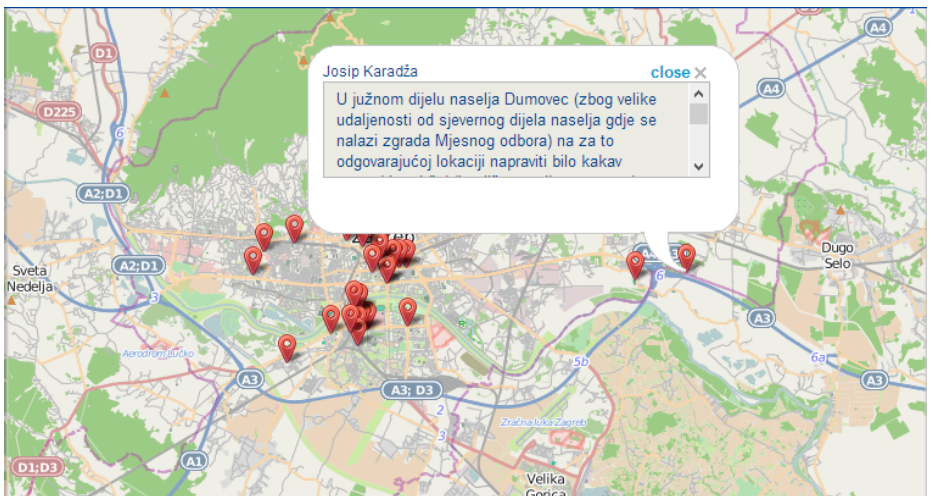 A1
D1
A4
D225
6
A2;D1
Josip Karadža
close ×
U južnom dijelu naselja Dumovec (zbog velike
udaljenosti od sjevernog dijela naselja gdje se
nalazi zgrada Mjesnog odbora) na za to
odgovarajućoj lokaciji napraviti bilo kakav
A4
Zagreb
Sveta
Nedelja
A2;D1
3
6
Dugo
Selo
A3
Aerodrom Lučko
5b
6a
A3
A3; D3
A3
2
3
Zračna luka Zagreb
A1
D1;D3
Velika
Gorica